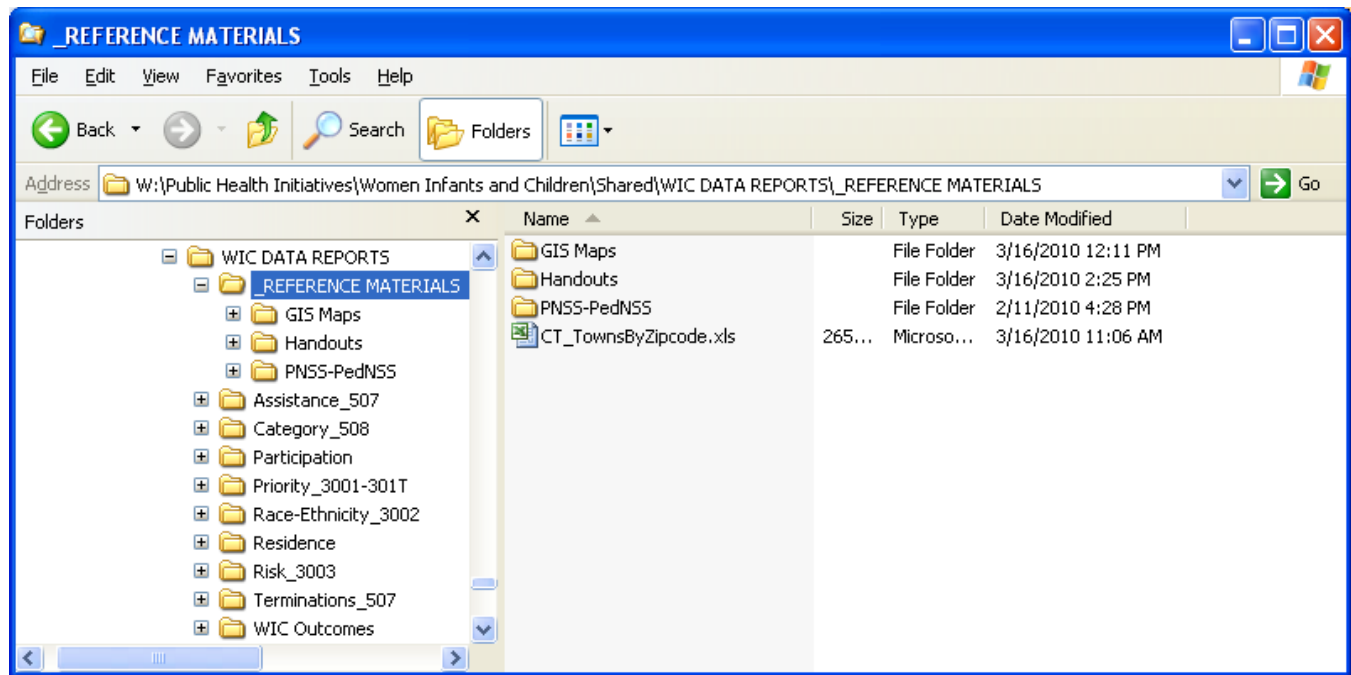 _REFERENCE MATERIALS
File Edit View Favorites Tools Help
Back Search Folders
Address W:\Public Health Initiatives\Women Infants and Children\Shared\WIC DATA REPORTS\_REFERENCE MATERIALS Go
Folders Name Size Type Date Modified
WIC DATA REPORTS
_REFERENCE MATERIALS
GIS Maps
Handouts
PNSS-PedNSS
Assistance_507
Category_508
Participation
Priority_3001-301T
Race-Ethnicity_3002
Residence
Risk_3003
Terminations_507
WIC Outcomes
GIS Maps File Folder 3/16/2010 12:11 PM
Handouts File Folder 3/16/2010 2:25 PM
PNSS-PedNSS File Folder 2/11/2010 4:28 PM
CT_TownsByZipcode.xls 265... Microso... 3/16/2010 11:06 AM